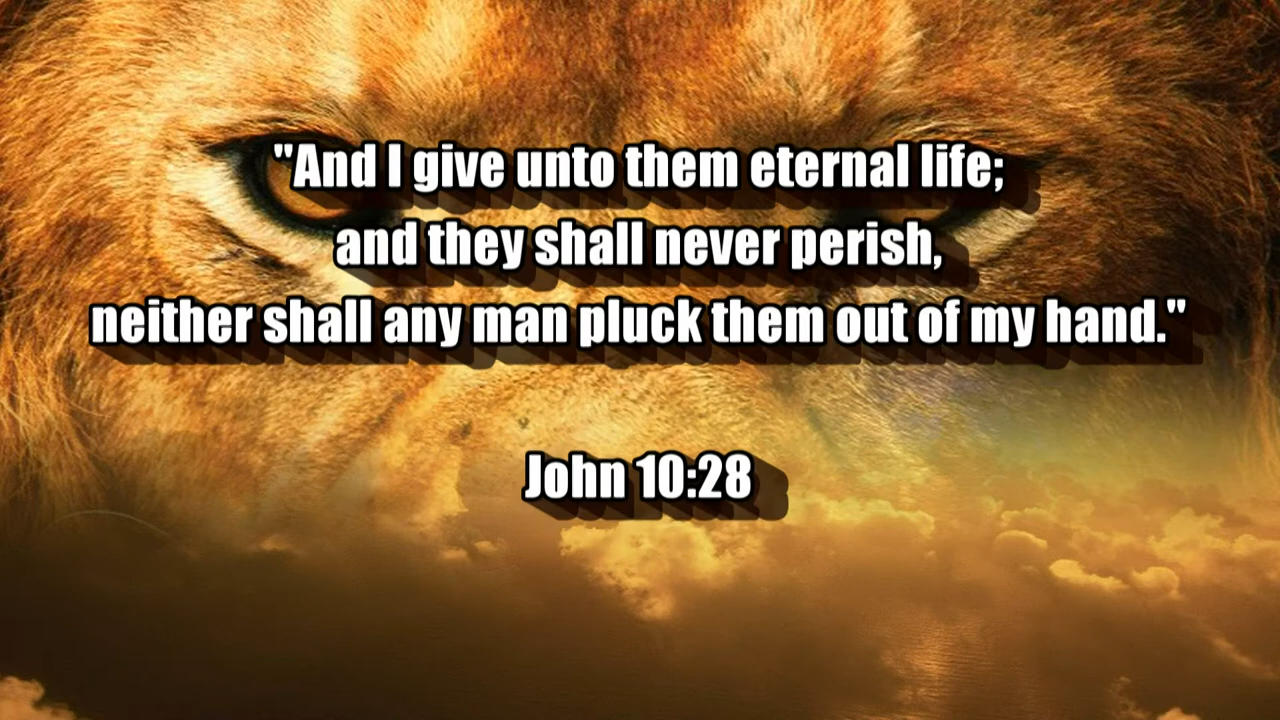 "And I give unto them eternal life;
and they shall never perish,
neither shall any man pluck them out of my hand."
John 10:28